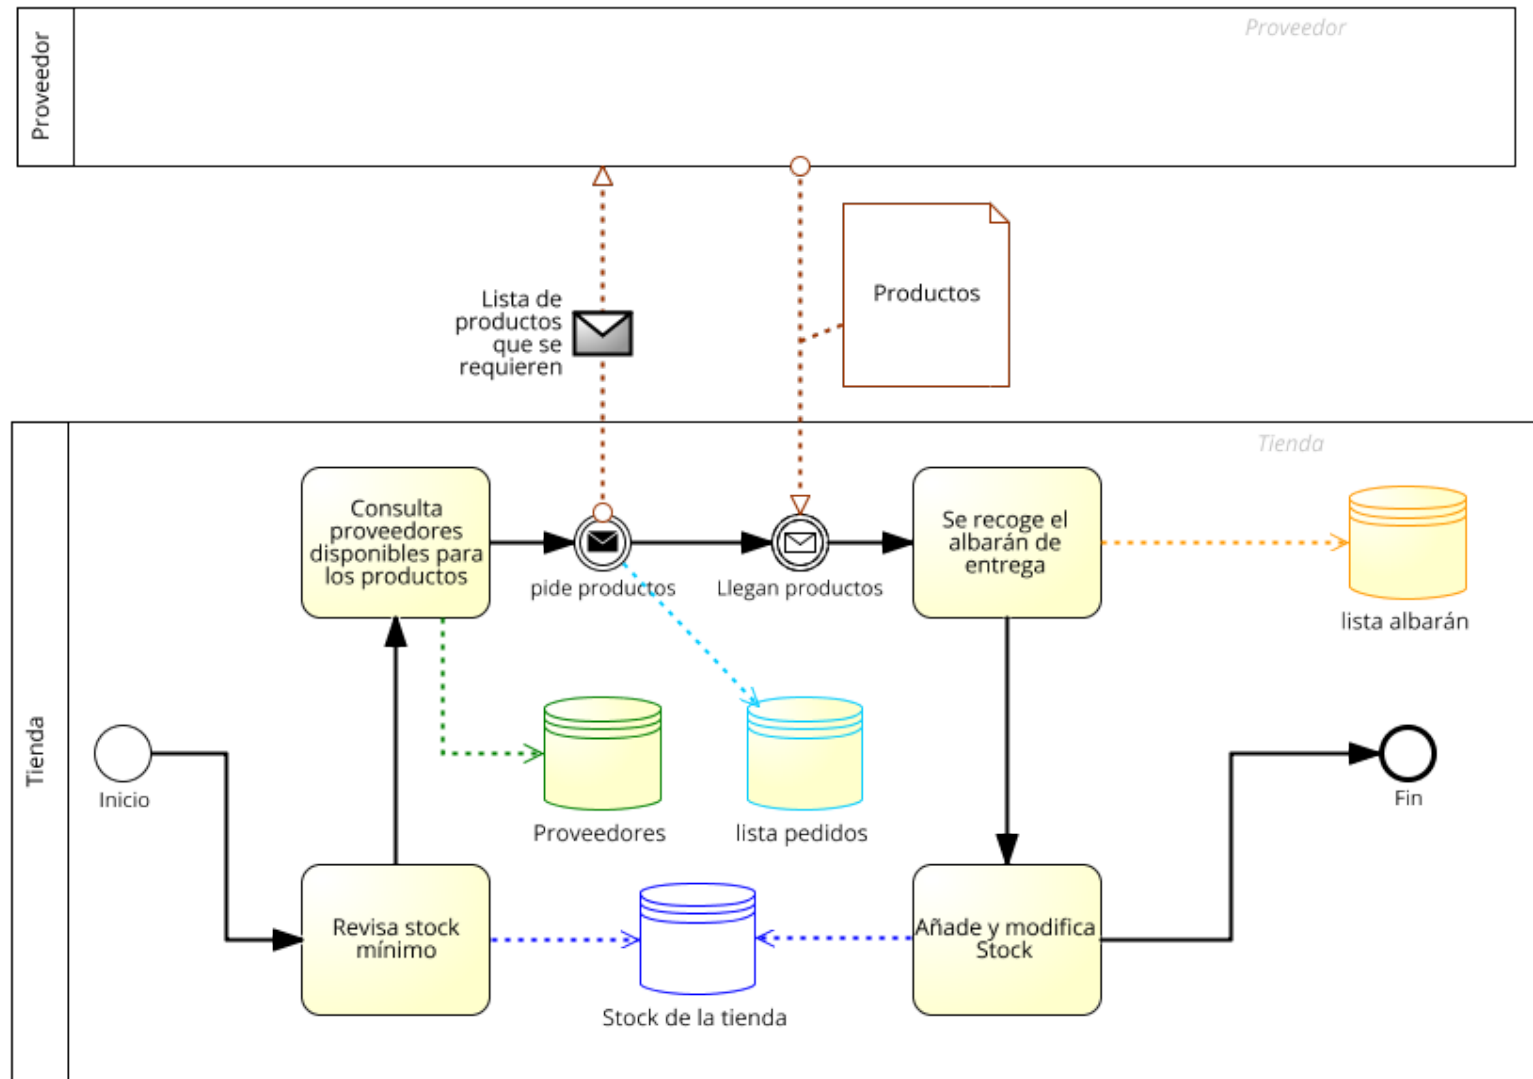 Proveedor
Proveedor
Lista de
productos
que se
requieren
Productos
Tienda
Tienda
Consulta
proveedores
disponibles para
los productos
pide productos
Llegan productos
Se recoge el
albarán de
entrega
lista albarán
Inicio
Proveedores
lista pedidos
Fin
Revisa stock
mínimo
Stock de la tienda
Añade y modifica
Stock